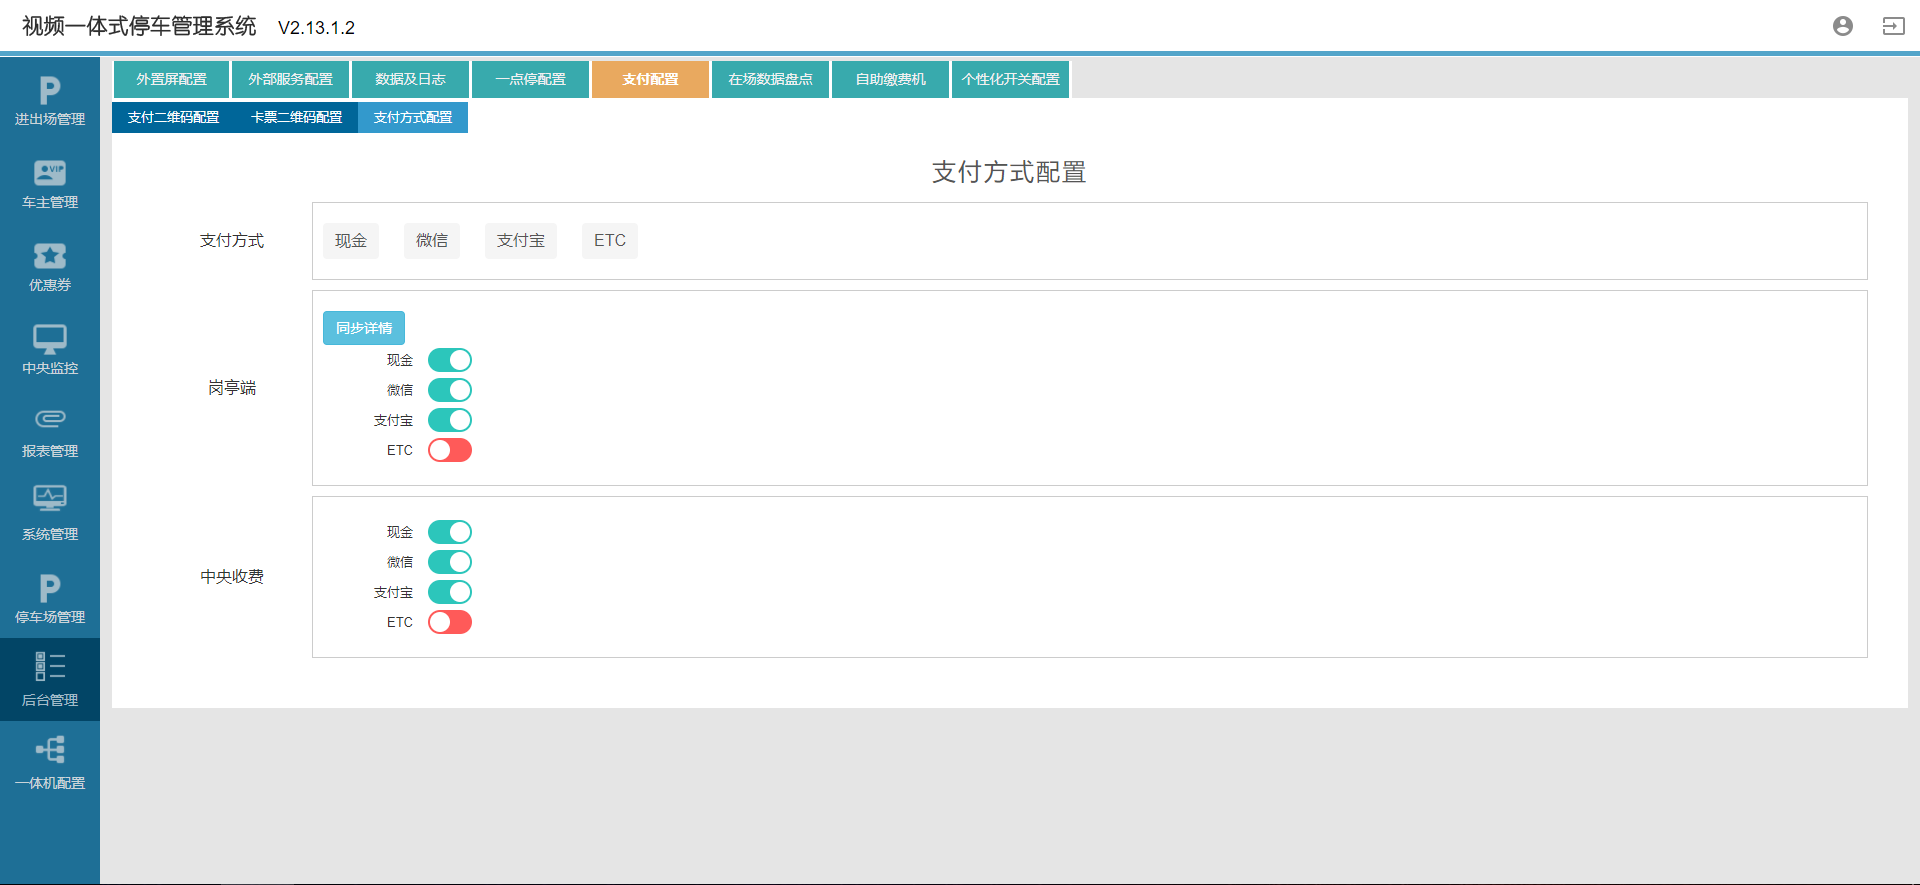 视频一体式停车管理系统 V2.13.1.2
进出场管理
车主管理
优惠券
中央监控
报表管理
系统管理
停车场管理
后台管理
一体机配置
外置屏配置 外部服务配置 数据及日志 一点停配置 支付配置 在场数据盘点 自助缴费机 个性化开关配置
支付二维码配置 卡票二维码配置 支付方式配置
支付方式配置
支付方式 现金 微信 支付宝 ETC
岗亭端
同步详情
现金
微信
支付宝
ETC
中央收费
现金
微信
支付宝
ETC